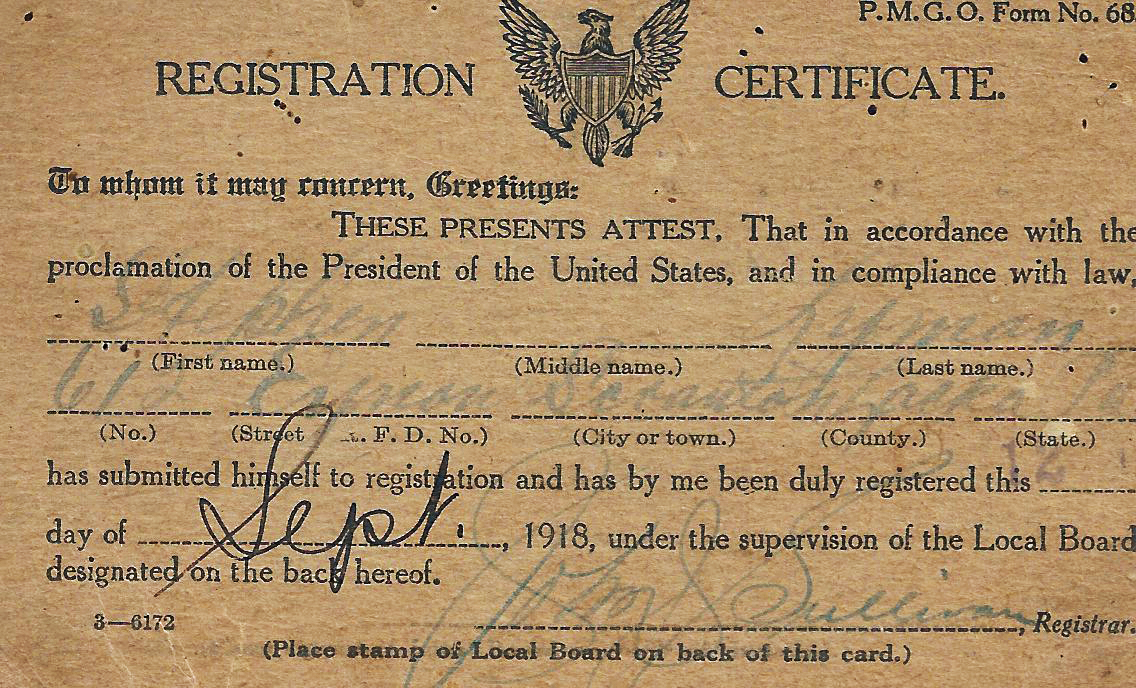 P.M.G.O. Form No. 68
REGISTRATION CERTIFICATE.
To whom it may concern, Greetings:
THESE PRESENTS ATTEST, That in accordance with the
proclamation of the President of the United States, and in compliance with law,
Stephen
(First name.) (Middle name.) (Last name.)
612
(No.) (Street F. D. No.) (City or town.) (County.) (State.)
has submitted himself to registration and has by me been duly registered this 12
day of Sept., 1918, under the supervision of the Local Board
designated on the back hereof.
John J Sullivan
3—6172 , Registrar.
(Place stamp of Local Board on back of this card.)